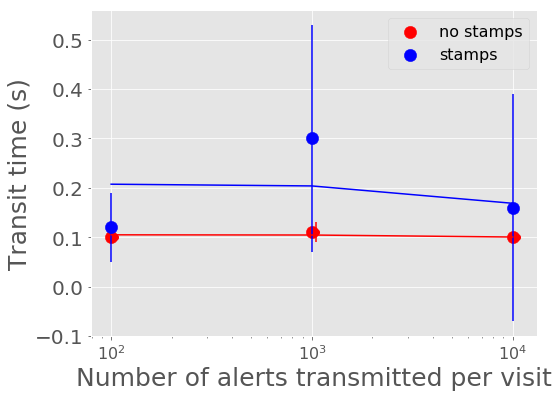 no stamps
stamps
Transit time (s)
0.5
0.4
0.3
0.2
0.1
0.0
−0.1
10² 10³ 10⁴
Number of alerts transmitted per visit